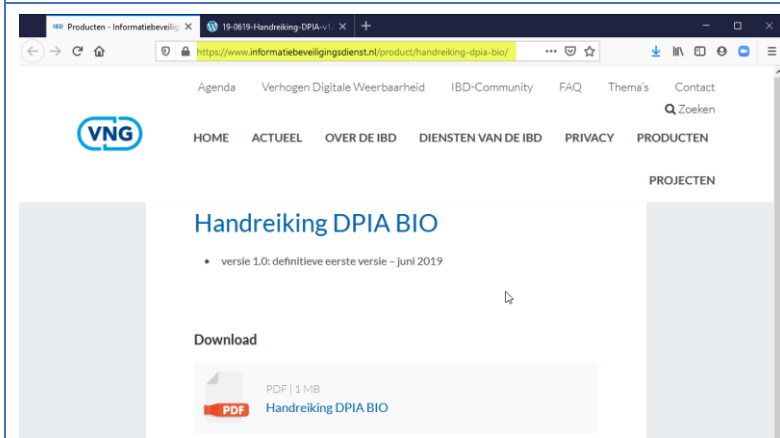 Producten - Informatiebeveilig
19-0619-Handreiking-DPIA-v1
https://www.informatiebeveiligingsdienst.nl/product/handreiking-dpia-bio/
Agenda Verhogen Digitale Weerbaarheid IBD-Community FAQ Thema's Contact
Zoeken
VNG
HOME ACTUEEL OVER DE IBD DIENSTEN VAN DE IBD PRIVACY PRODUCTEN
PROJECTEN
Handreiking DPIA BIO
• versie 1.0: definitieve eerste versie – juni 2019
Download
PDF | 1 MB
PDF Handreiking DPIA BIO